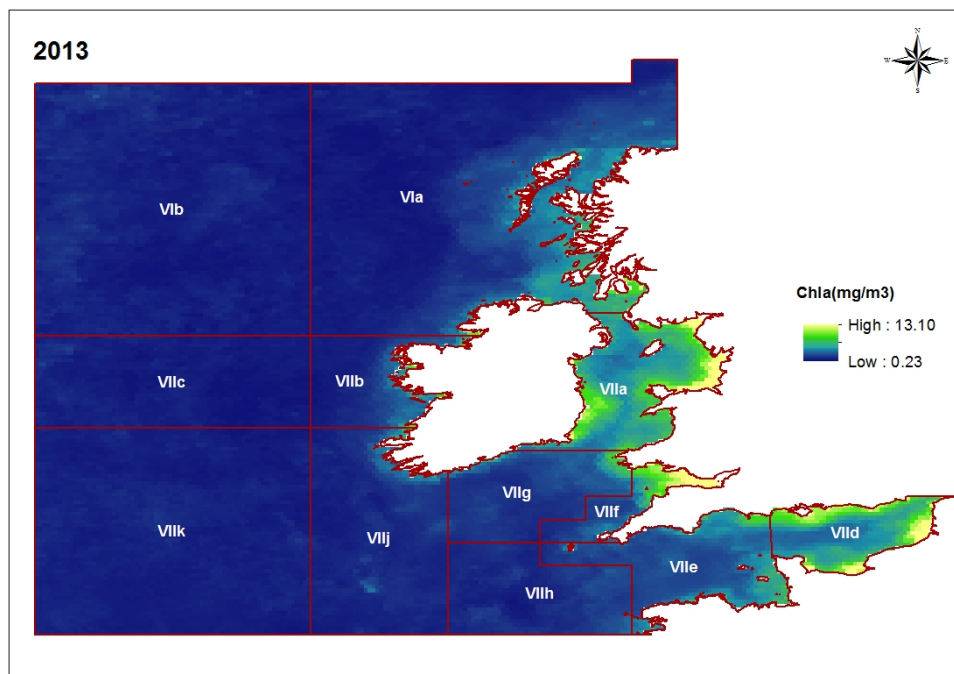 2013
N
W E
S
VIb
VIa
Chla(mg/m3)
High : 13.10
Low : 0.23
VIIc
VIIb
VIIa
VIIg
VIIf
VIIk
VIIj
VIId
VIIe
VIIh